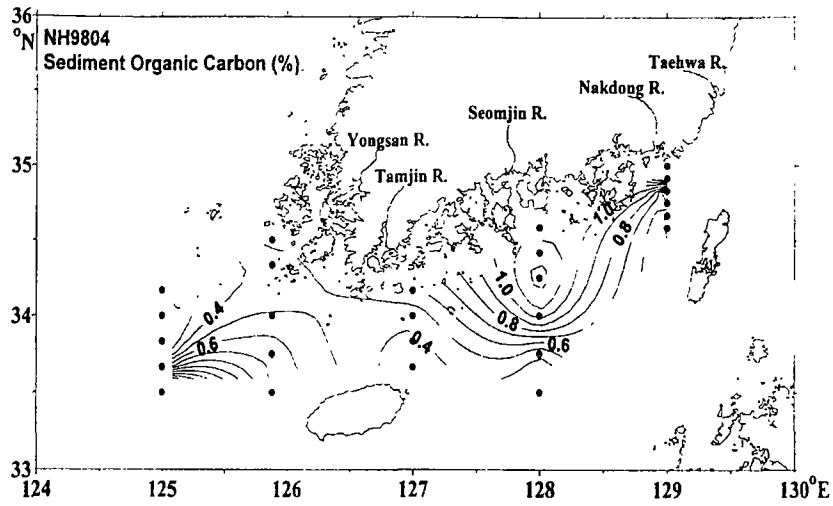 36
°N
NH9804
Sediment Organic Carbon (%).
Taehwa R.
Nakdong R.
Seomjin R.
Yongsan R.
Tamjin R.
35
1.0
0.8
1.0
0.4
34
0.8
0.6
0.6
0.4
33
124
125
126
127
128
129
130°E